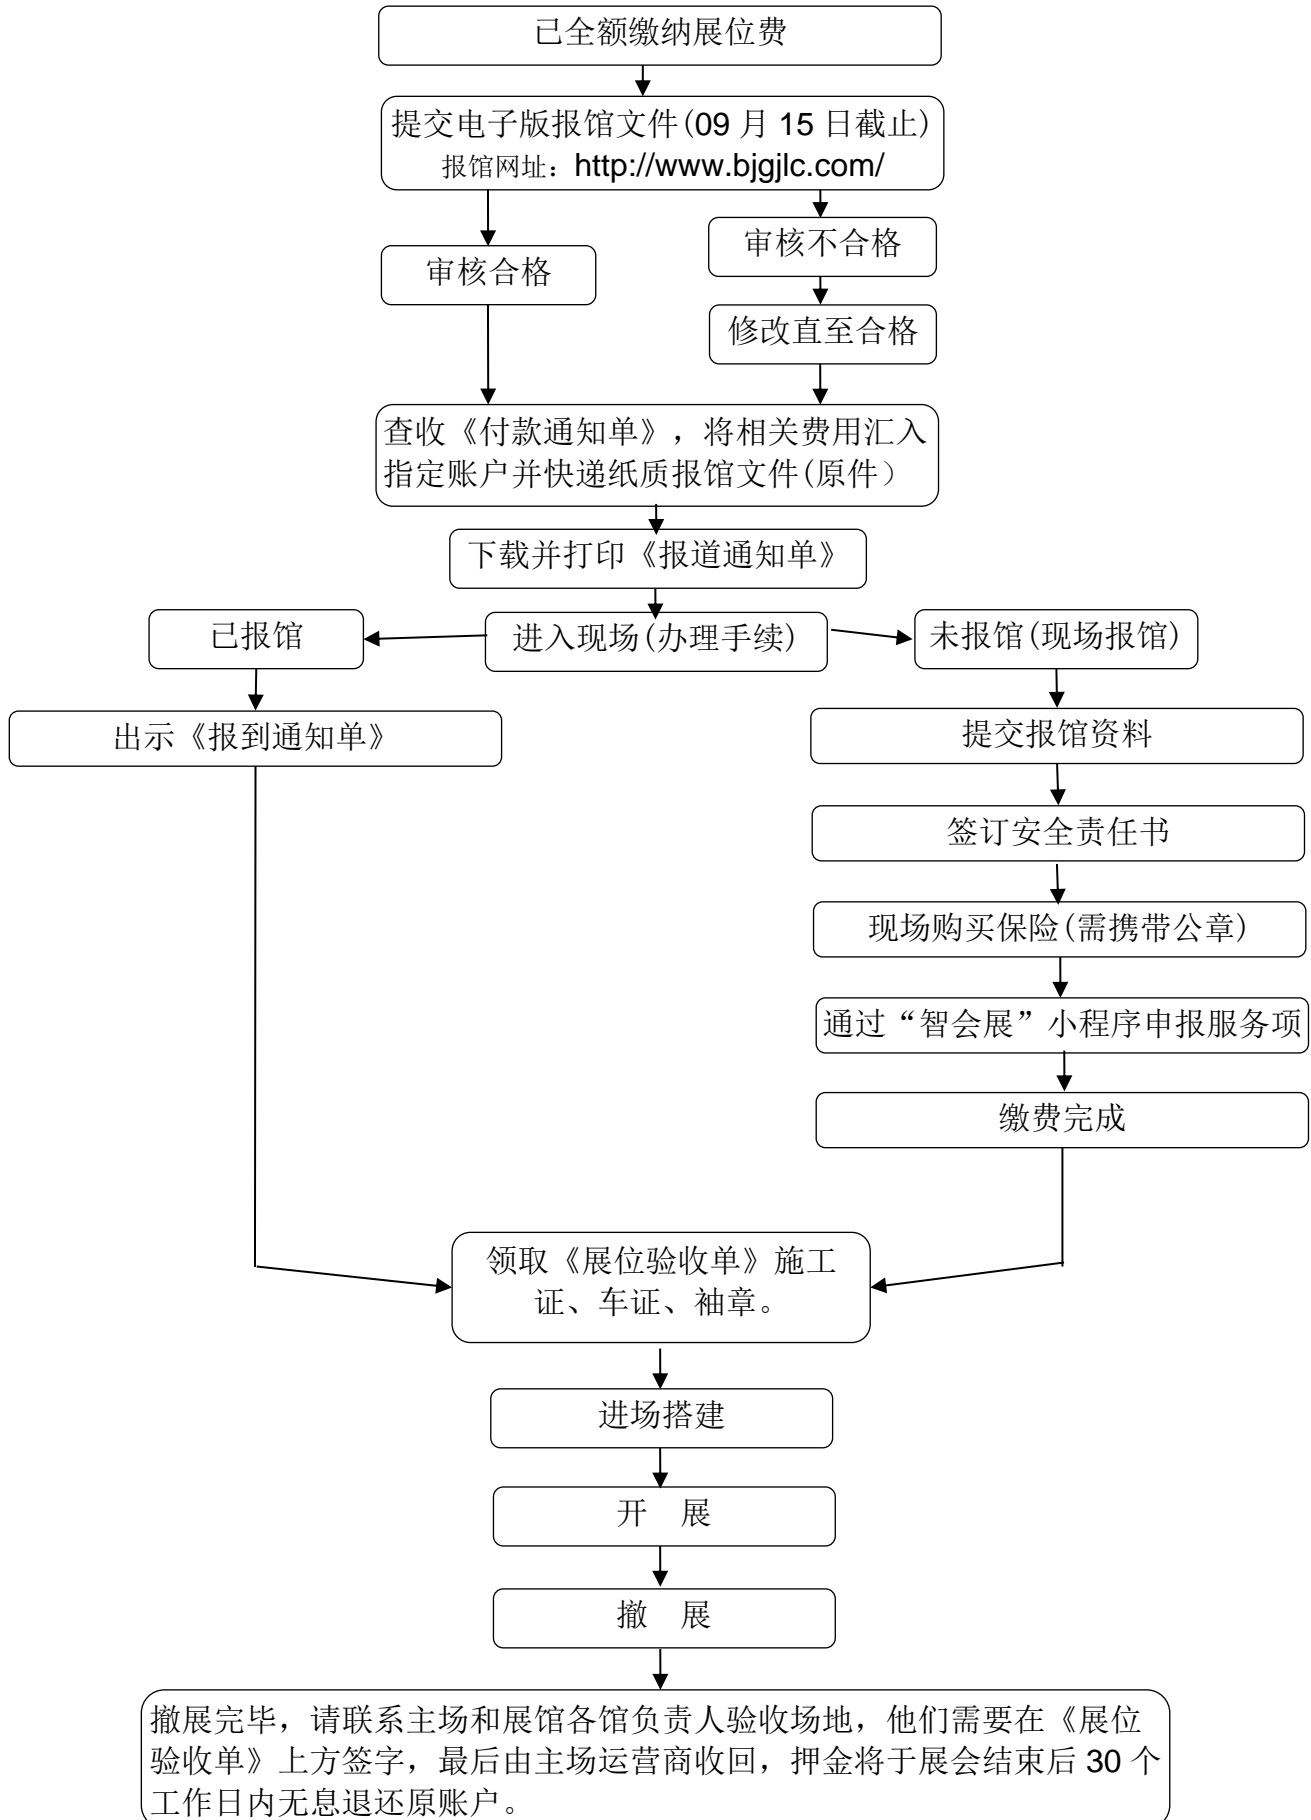 已全额缴纳展位费
提交电子版报馆文件(09 月 15 日截止)
报馆网址：http://www.bjgjlc.com/
审核合格
审核不合格
修改直至合格
查收《付款通知单》，将相关费用汇入
指定账户并快递纸质报馆文件(原件）
下载并打印《报道通知单》
已报馆
进入现场(办理手续)
未报馆(现场报馆)
出示《报到通知单》
提交报馆资料
签订安全责任书
现场购买保险(需携带公章)
通过“智会展”小程序申报服务项
缴费完成
领取《展位验收单》施工
证、车证、袖章。
进场搭建
开　展
撤　展
撤展完毕，请联系主场和展馆各馆负责人验收场地，他们需要在《展位
验收单》上方签字，最后由主场运营商收回，押金将于展会结束后 30 个
工作日内无息退还原账户。